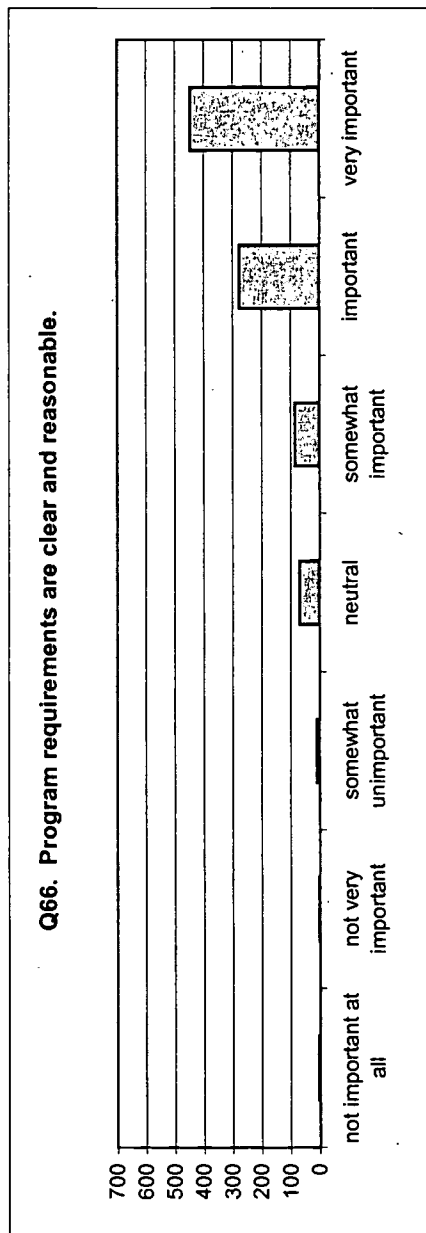 Q66. Program requirements are clear and reasonable.
700
600
500
400
300
200
100
0
not important at
all
not very
important
somewhat
unimportant
neutral
somewhat
important
important
very important